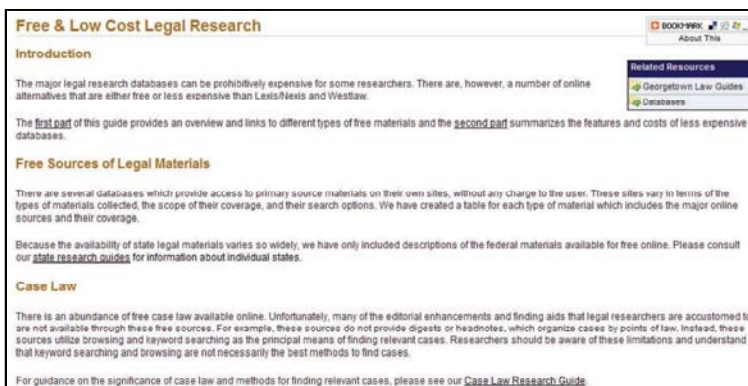 Free & Low Cost Legal Research
BOOKMARK
About This
Introduction
Related Resources
The major legal research databases can be prohibitively expensive for some researchers. There are, however, a number of online
alternatives that are either free or less expensive than Lexis/Nexis and Westlaw.
Georgetown Law Guides
Databases
The first part of this guide provides an overview and links to different types of free materials and the second part summarizes the features and costs of less expensive
databases.
Free Sources of Legal Materials
There are several databases which provide access to primary source materials on their own sites, without any charge to the user. These sites vary in terms of the
types of materials collected, the scope of their coverage, and their search options. We have created a table for each type of material which includes the major online
sources and their coverage.
Because the availability of state legal materials varies so widely, we have only included descriptions of the federal materials available for free online. Please consult
our state research guides for information about individual states.
Case Law
There is an abundance of free case law available online. Unfortunately, many of the editorial enhancements and finding aids that legal researchers are accustomed to
are not available through these free sources. For example, these sources do not provide digests or headnotes, which organize cases by points of law. Instead, these
sources utilize browsing and keyword searching as the principal means of finding relevant cases. Researchers should be aware of these limitations and understand
that keyword searching and browsing are not necessarily the best methods to find cases.
For guidance on the significance of case law and methods for finding relevant cases, please see our Case Law Research Guide.